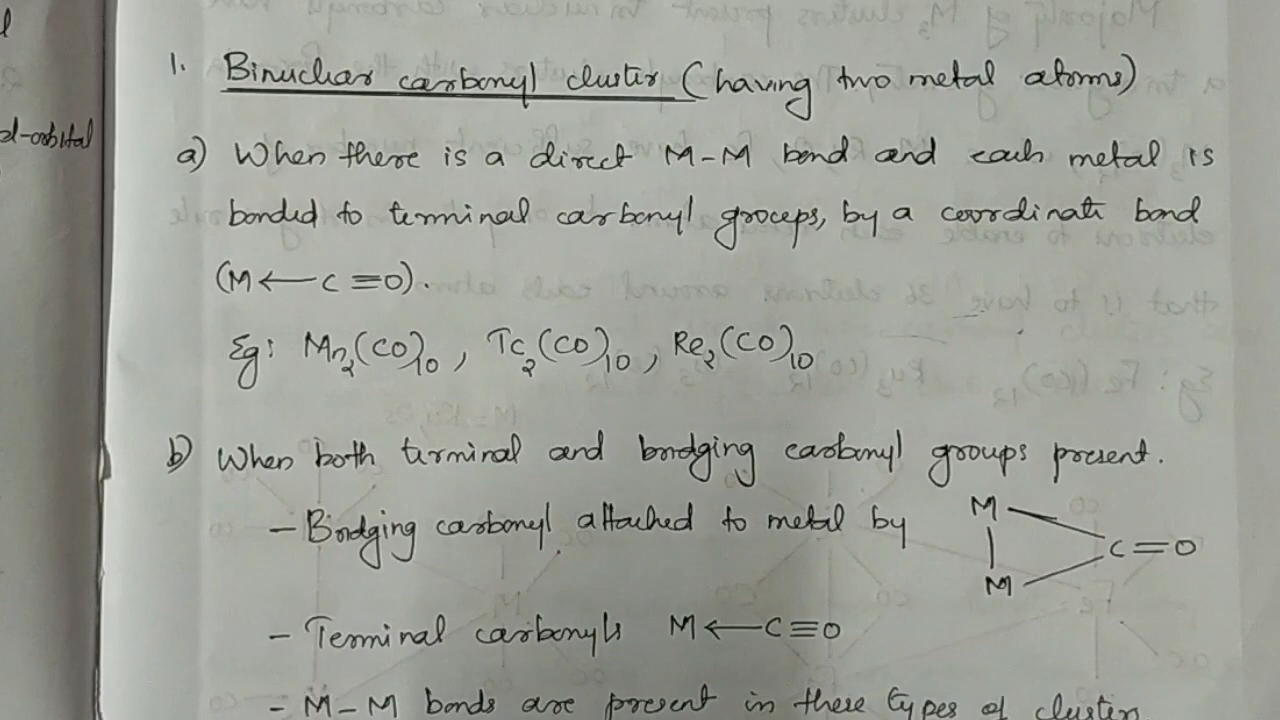 d-orbital
1. Binuclear carbonyl cluster (having two metal atoms)
a) When there is a direct M-M bond and each metal is
bonded to terminal carbonyl groups, by a coordinate bond
(M ← C ≡ O).
Eg: Mn₂(CO)₁₀, Tc₂(CO)₁₀, Re₂(CO)₁₀
b) When both terminal and bridging carbonyl groups present.
- Bridging carbonyl attached to metal by
M
C=O
M
- Terminal carbonyls M ← C ≡ O
- M-M bonds are present in these types of cluster